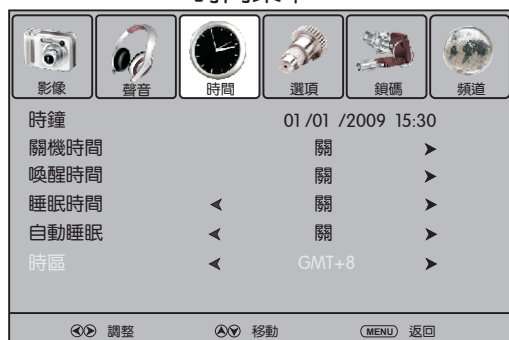 影像 聲音 時間 選項 鎖碼 頻道
時鐘 01/01 /2009 15:30
關機時間 關
喚醒時間 關
睡眠時間 關
自動睡眠 關
時區 GMT+8
調整 移動 MENU 返回